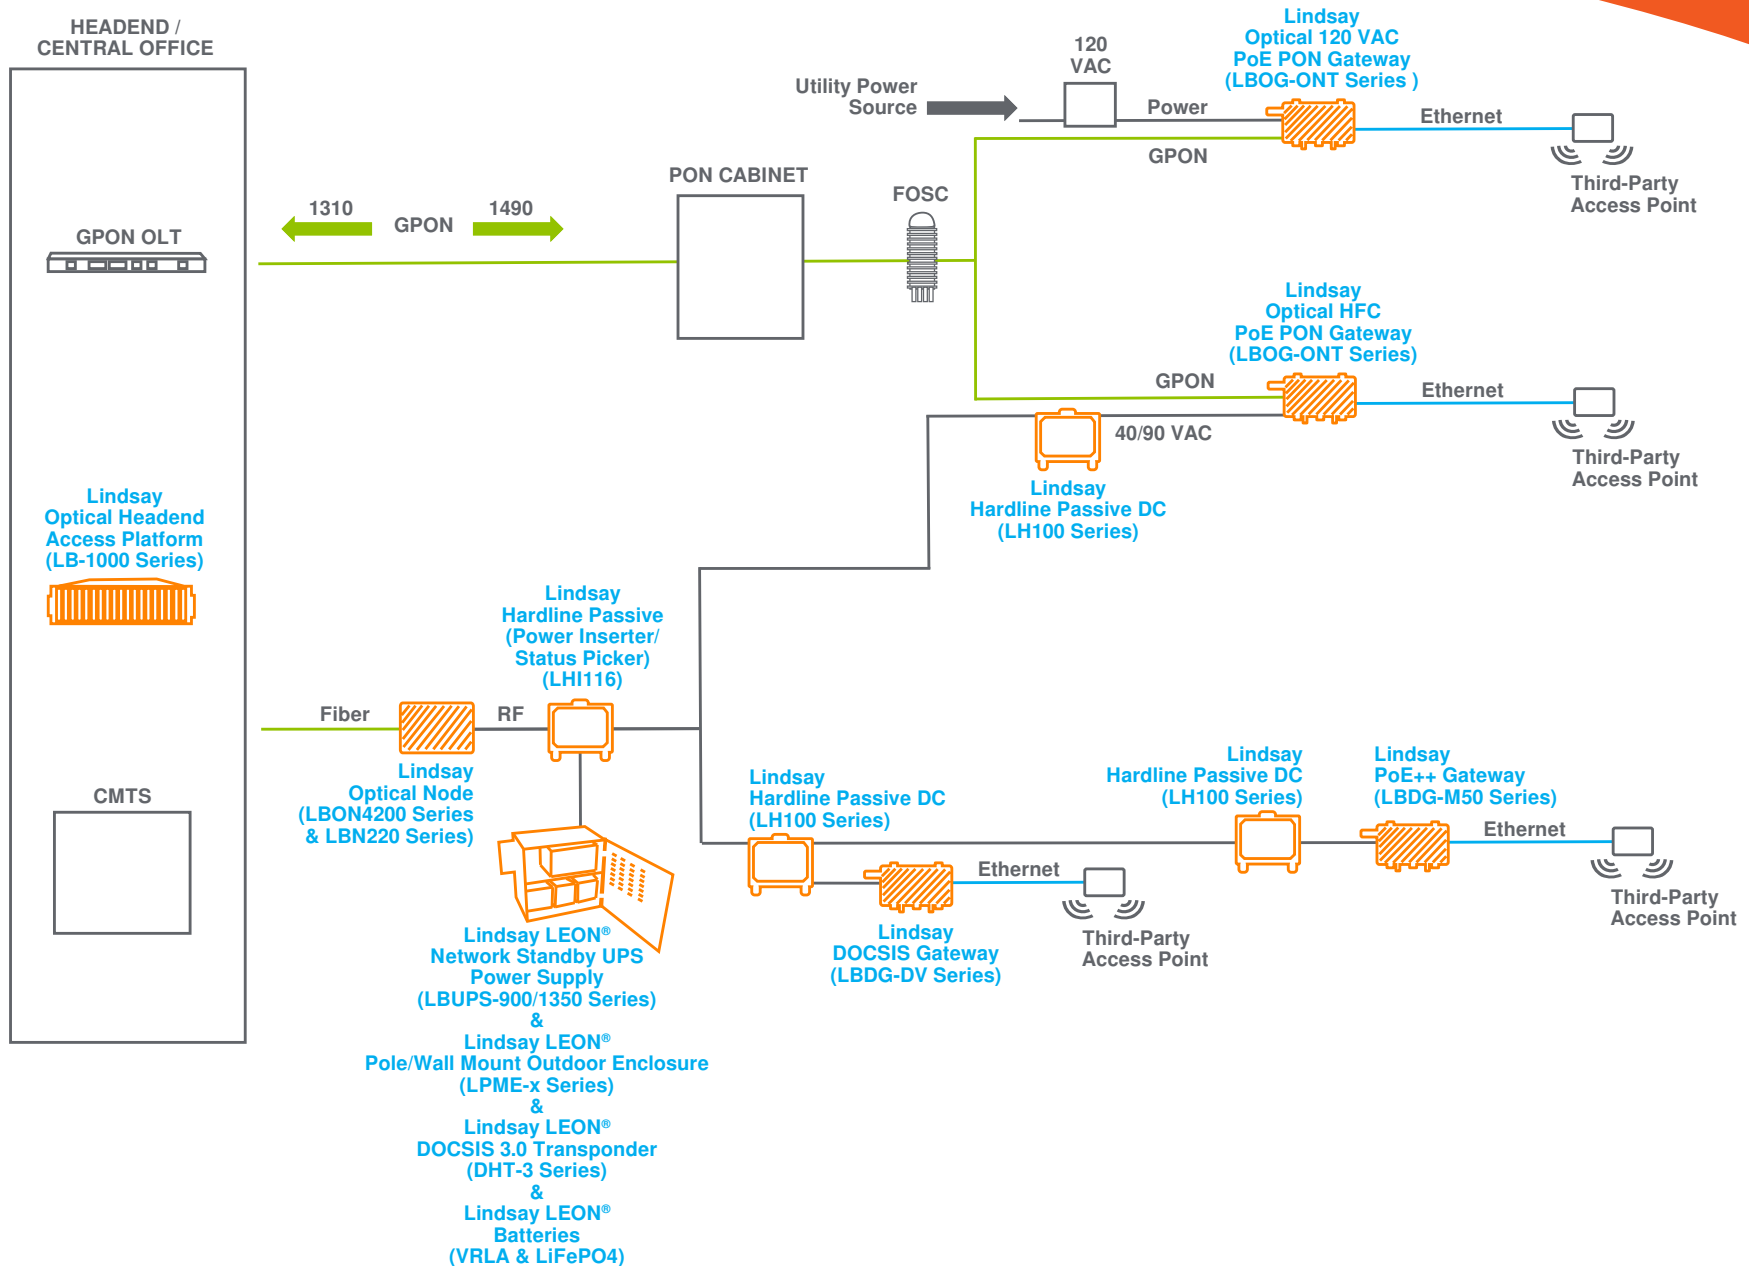 HEADEND /
CENTRAL OFFICE
GPON OLT
Lindsay
Optical Headend
Access Platform
(LB-1000 Series)
CMTS
1310
GPON
1490
PON CABINET
FOSC
Utility Power
Source
120
VAC
Power
GPON
Lindsay
Optical 120 VAC
PoE PON Gateway
(LBOG-ONT Series )
Ethernet
Third-Party
Access Point
Lindsay
Optical HFC
PoE PON Gateway
(LBOG-ONT Series)
GPON
Ethernet
40/90 VAC
Third-Party
Access Point
Lindsay
Hardline Passive DC
(LH100 Series)
Lindsay
Hardline Passive
(Power Inserter/
Status Picker)
(LHI116)
Fiber
RF
Lindsay
Optical Node
(LBON4200 Series
& LBN220 Series)
Lindsay
Hardline Passive DC
(LH100 Series)
Lindsay
Hardline Passive DC
(LH100 Series)
Lindsay
PoE++ Gateway
(LBDG-M50 Series)
Ethernet
Third-Party
Access Point
Ethernet
Lindsay
DOCSIS Gateway
(LBDG-DV Series)
Third-Party
Access Point
Lindsay LEON®
Network Standby UPS
Power Supply
(LBUPS-900/1350 Series)
&
Lindsay LEON®
Pole/Wall Mount Outdoor Enclosure
(LPME-x Series)
&
Lindsay LEON®
DOCSIS 3.0 Transponder
(DHT-3 Series)
&
Lindsay LEON®
Batteries
(VRLA & LiFePO4)